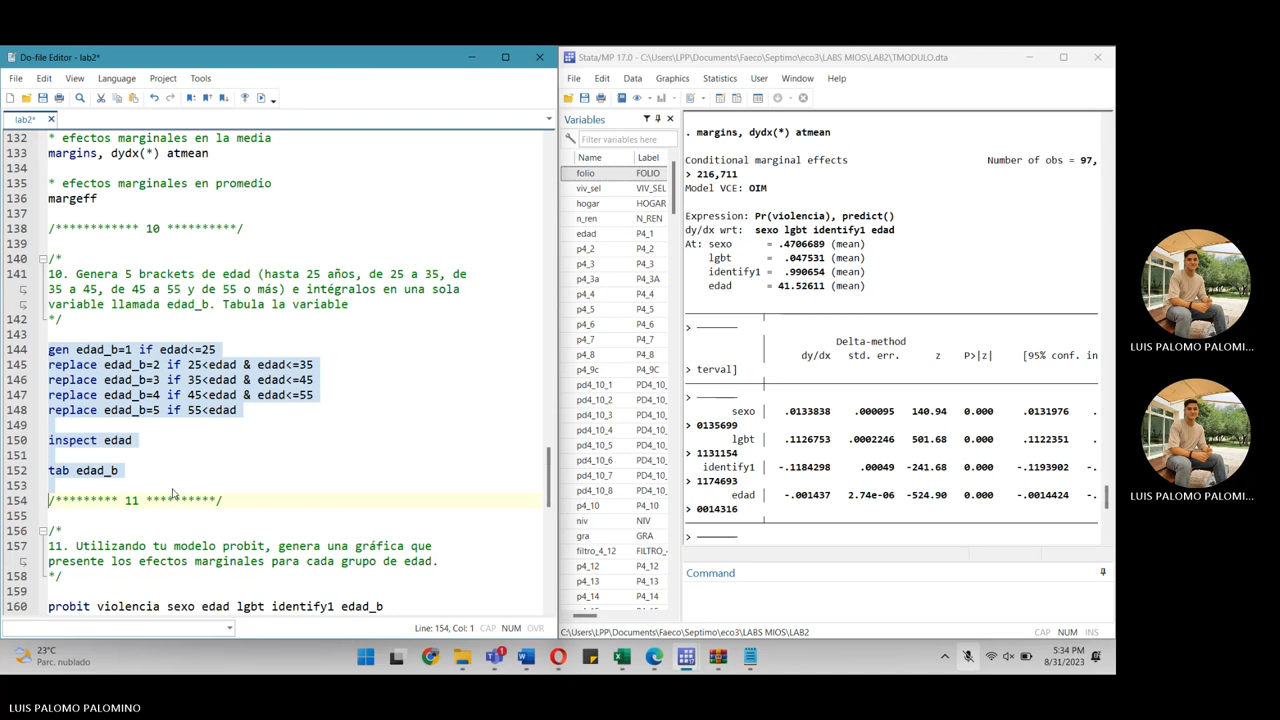 Do-file Editor - lab2*
File Edit View Language Project Tools
lab2*
132 * efectos marginales en la media
133 margins, dydx(*) atmean
134
135 * efectos marginales en promedio
136 margeff
137
138 /************ 10 **********/
139
140 /*
141 10. Genera 5 brackets de edad (hasta 25 años, de 25 a 35, de
35 a 45, de 45 a 55 y de 55 o más) e intégralos en una sola
variable llamada edad_b. Tabula la variable
142 */
143
144 gen edad_b=1 if edad<=25
145 replace edad_b=2 if 25<edad & edad<=35
146 replace edad_b=3 if 35<edad & edad<=45
147 replace edad_b=4 if 45<edad & edad<=55
148 replace edad_b=5 if 55<edad
149
150 inspect edad
151
152 tab edad_b
153
154 /********* 11 **********/
155
156 /*
157 11. Utilizando tu modelo probit, genera una gráfica que
presente los efectos marginales para cada grupo de edad.
158 */
159
160 probit violencia sexo edad lgbt identify1 edad_b
Line: 154, Col: 1 CAP NUM OVR
Stata/MP 17.0 - C:\Users\LPP\Documents\Faeco\Septimo\eco3\LABS MIOS\LAB2\TMODULO.dta
File Edit Data Graphics Statistics User Window Help
Variables
Filter variables here
Name Label
folio FOLIO
viv_sel VIV_SEL
hogar HOGAR
n_ren N_REN
edad P4_1
p4_2 P4_2
p4_3 P4_3
p4_3a P4_3A
p4_4 P4_4
p4_5 P4_5
p4_6 P4_6
p4_7 P4_7
p4_8 P4_8
p4_9c P4_9C
pd4_10_1 PD4_10_
pd4_10_2 PD4_10_
pd4_10_3 PD4_10_
pd4_10_4 PD4_10_
pd4_10_5 PD4_10_
pd4_10_6 PD4_10_
pd4_10_7 PD4_10_
pd4_10_8 PD4_10_
p4_10 P4_10
niv NIV
gra GRA
filtro_4_12 FILTRO_4
p4_12 P4_12
p4_13 P4_13
p4_14 P4_14
. margins, dydx(*) atmean
Conditional marginal effects Number of obs = 97,
> 216,711
Model VCE: OIM
Expression: Pr(violencia), predict()
dy/dx wrt: sexo lgbt identify1 edad
At: sexo = .4706689 (mean)
lgbt = .047531 (mean)
identify1 = .990654 (mean)
edad = 41.52611 (mean)
>
Delta-method
dy/dx std. err. z P>|z| [95% conf. in
> terval]
>
sexo .0133838 .000095 140.94 0.000 .0131976 .
> 0135699
lgbt .1126753 .0002246 501.68 0.000 .1122351 .
> 1131154
identify1 -.1184298 .00049 -241.68 0.000 -.1193902 -.
> 1174693
edad -.001437 2.74e-06 -524.90 0.000 -.0014424 -.
> 0014316
>
Command
C:\Users\LPP\Documents\Faeco\Septimo\eco3\LABS MIOS\LAB2 CAP NUM INS
23°C
Parc. nublado
5:34 PM
8/31/2023
LUIS PALOMO PALOMI...
LUIS PALOMO PALOMI...
LUIS PALOMO PALOMINO